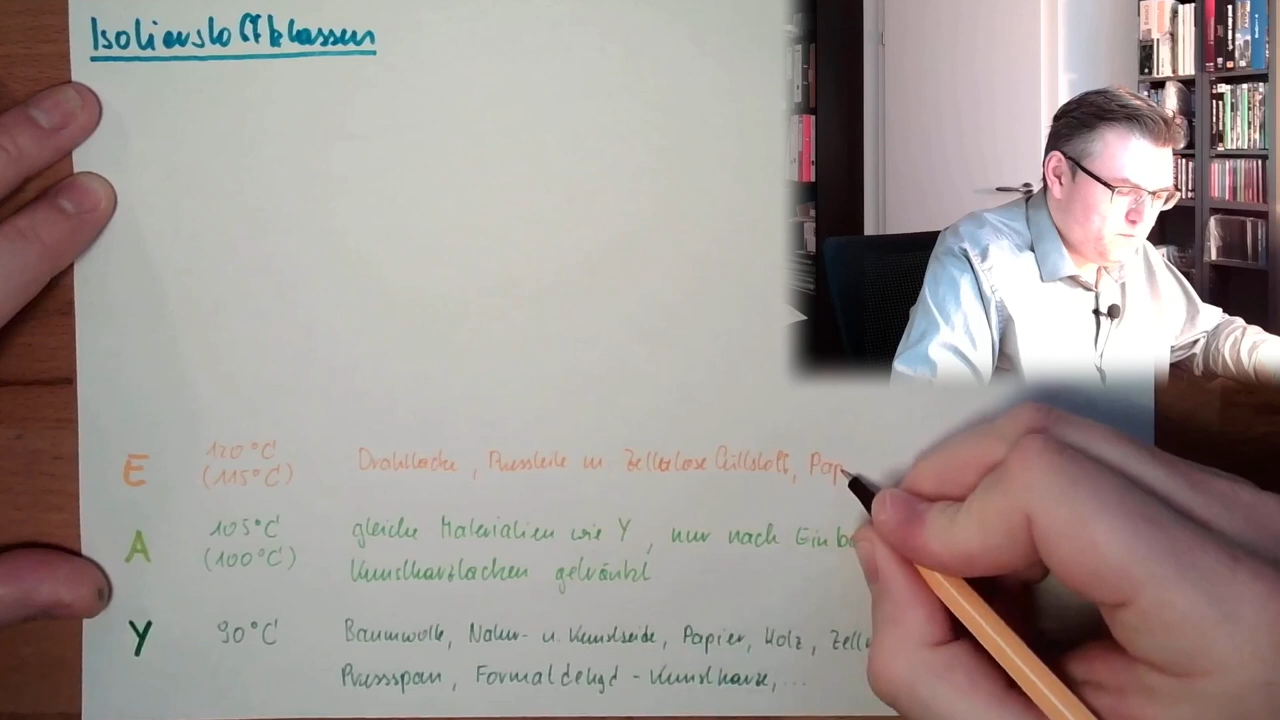 Isolierstoffklassen
E 120°C Drahtlacke, Pressteile m Zellulose Füllstoff, Pap
(115°C)
A 105°C gleiche Materialien wie Y, nur nach Einb
(100°C) Kunstharzlacken getränkt
Y 90°C Baumwolle, Natur- u. Kunstseide, Papier, Holz, Zell
Pressspan, Formaldehyd - Kunstharze, ...